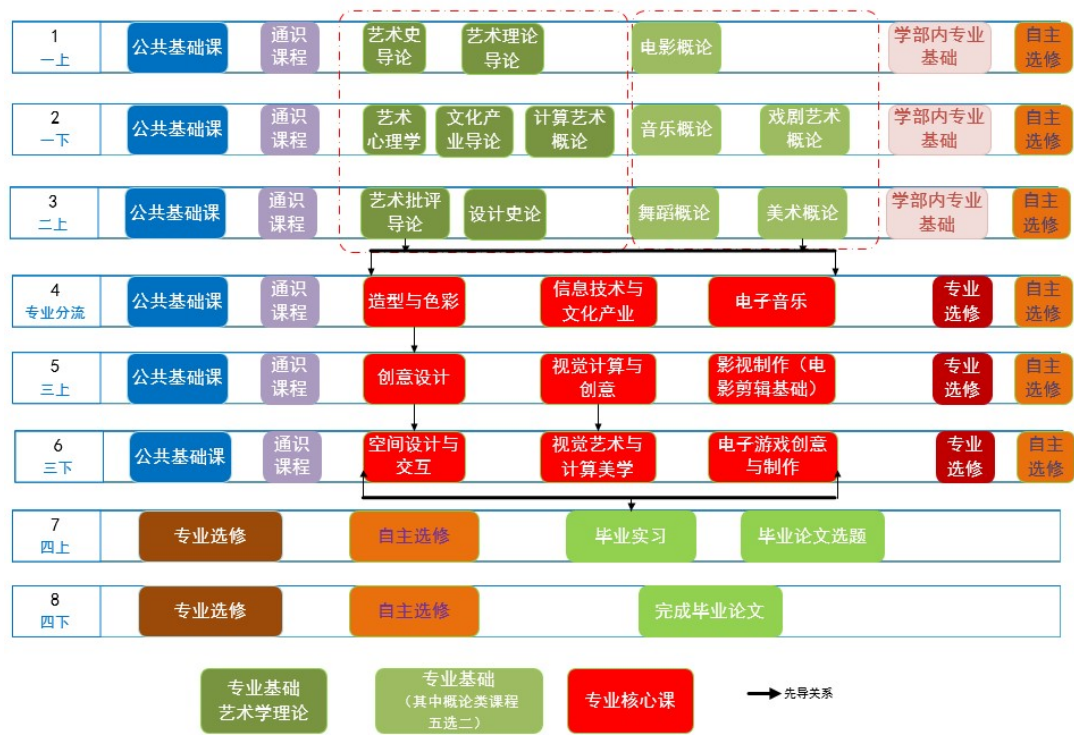 1
一上
公共基础课
通识
课程
艺术史
导论
艺术理论
导论
电影概论
学部内专业
基础
自主
选修
2
一下
公共基础课
通识
课程
艺术
心理学
文化产
业导论
计算艺术
概论
音乐概论
戏剧艺术
概论
学部内专业
基础
自主
选修
3
二上
公共基础课
通识
课程
艺术批评
导论
设计史论
舞蹈概论
美术概论
学部内专业
基础
自主
选修
4
专业分流
公共基础课
通识
课程
造型与色彩
信息技术与
文化产业
电子音乐
专业
选修
自主
选修
5
三上
公共基础课
通识
课程
创意设计
视觉计算与
创意
影视制作（电
影剪辑基础）
专业
选修
自主
选修
6
三下
公共基础课
通识
课程
空间设计与
交互
视觉艺术与
计算美学
电子游戏创意
与制作
专业
选修
自主
选修
7
四上
专业选修
自主选修
毕业实习
毕业论文选题
8
四下
专业选修
自主选修
完成毕业论文
专业基础
艺术学理论
专业基础
（其中概论类课程
五选二）
专业核心课
先导关系